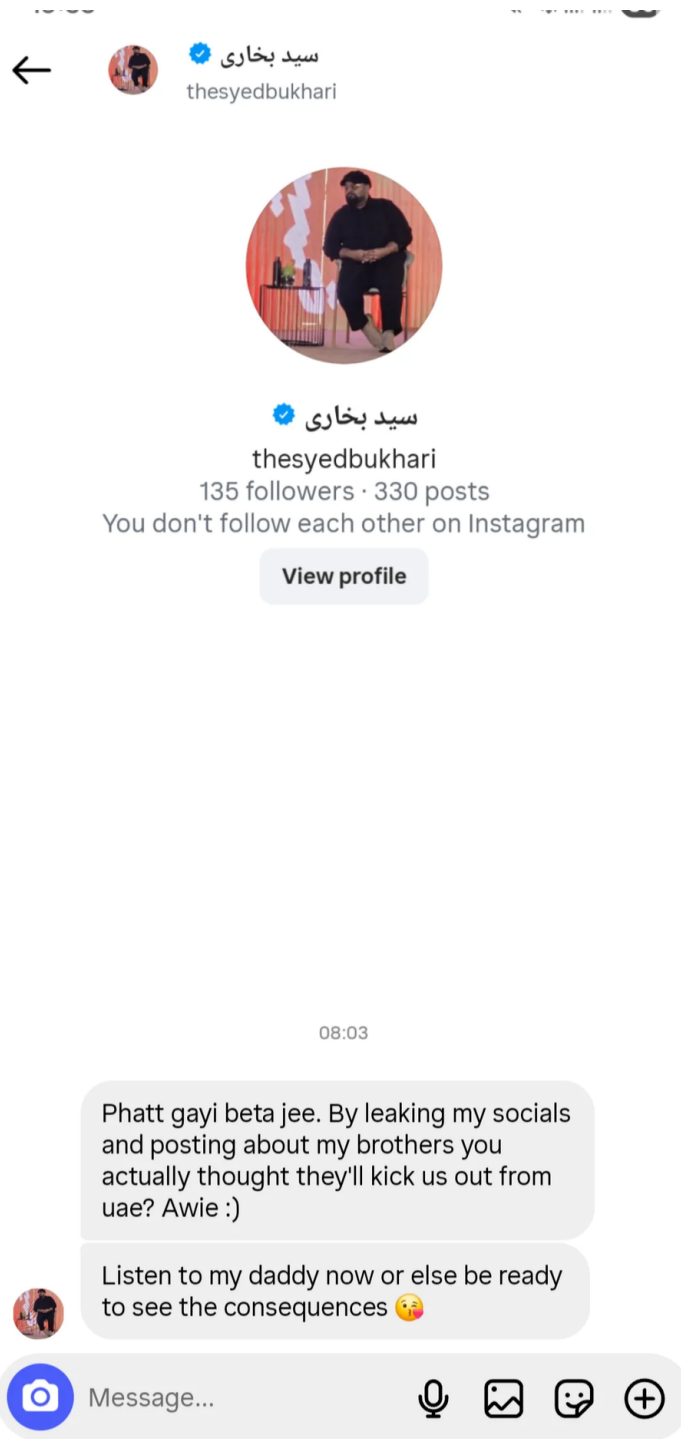 سید بخاری
thesyedbukhari
سید بخاری
thesyedbukhari
135 followers · 330 posts
You don't follow each other on Instagram
View profile
08:03
Phatt gayi beta jee. By leaking my socials
and posting about my brothers you
actually thought they'll kick us out from
uae? Awie :)
Listen to my daddy now or else be ready
to see the consequences 😘
Message...